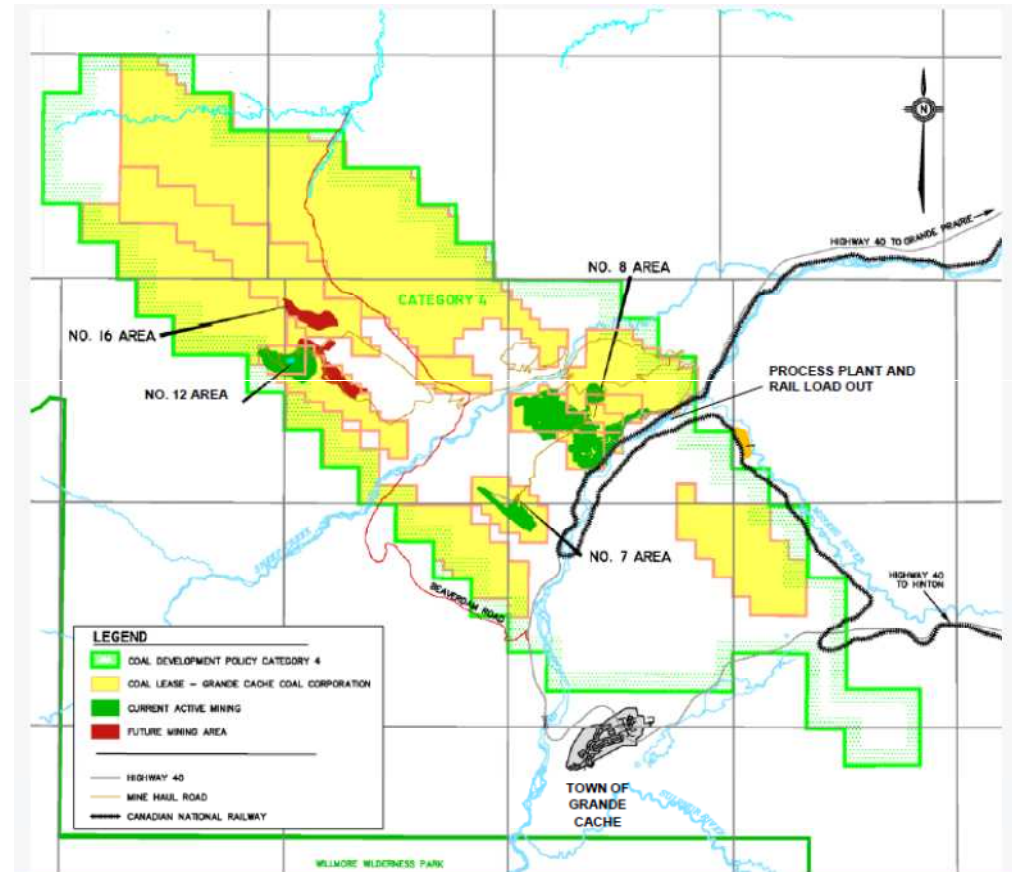 N
HIGHWAY 40 TO GRANDE PRAIRIE
NO. 8 AREA
CATEGORY 4
NO. 16 AREA
PROCESS PLANT AND
RAIL LOAD OUT
NO. 12 AREA
NO. 7 AREA
HIGHWAY 40
TO HINTON
BEAVERDAM ROAD
LEGEND
COAL DEVELOPMENT POLICY CATEGORY 4
COAL LEASE – GRANDE CACHE COAL CORPORATION
CURRENT ACTIVE MINING
FUTURE MINING AREA
HIGHWAY 40
MINE HAUL ROAD
CANADIAN NATIONAL RAILWAY
TOWN OF
GRANDE
CACHE
WILLMORE WILDERNESS PARK